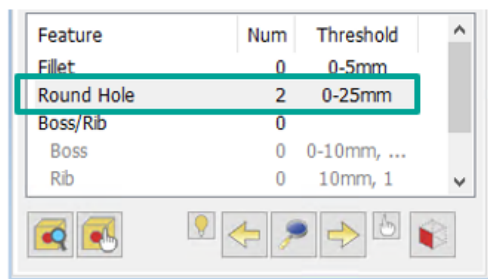 Feature Num Threshold
Fillet 0 0-5mm
Round Hole 2 0-25mm
Boss/Rib 0
Boss 0 0-10mm, ...
Rib 0 10mm, 1